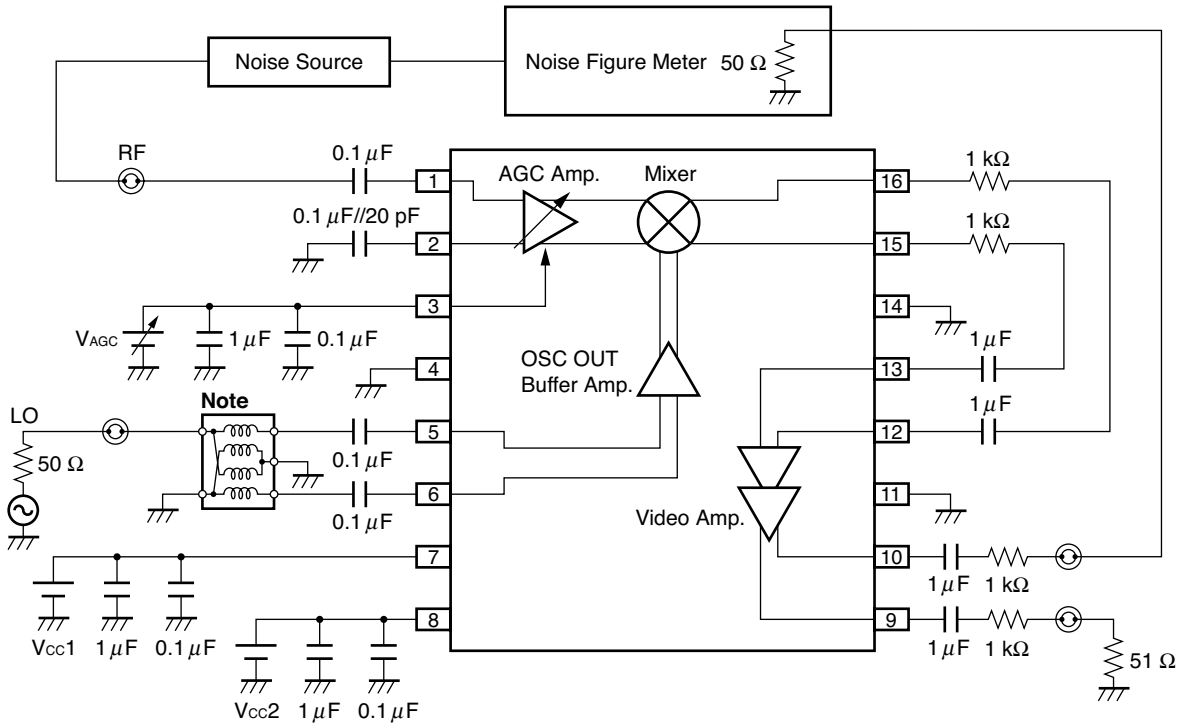 Noise Source
Noise Figure Meter 50 Ω
RF
0.1 μF
1
AGC Amp.
Mixer
16
1 kΩ
0.1 μF//20 pF
2
15
1 kΩ
3
14
VAGC
1 μF
0.1 μF
4
OSC OUT
Buffer Amp.
13
1 μF
LO
Note
50 Ω
5
0.1 μF
12
1 μF
6
0.1 μF
11
Video Amp.
7
10
1 μF
1 kΩ
VCC1
1 μF
0.1 μF
8
9
1 μF
1 kΩ
51 Ω
VCC2
1 μF
0.1 μF